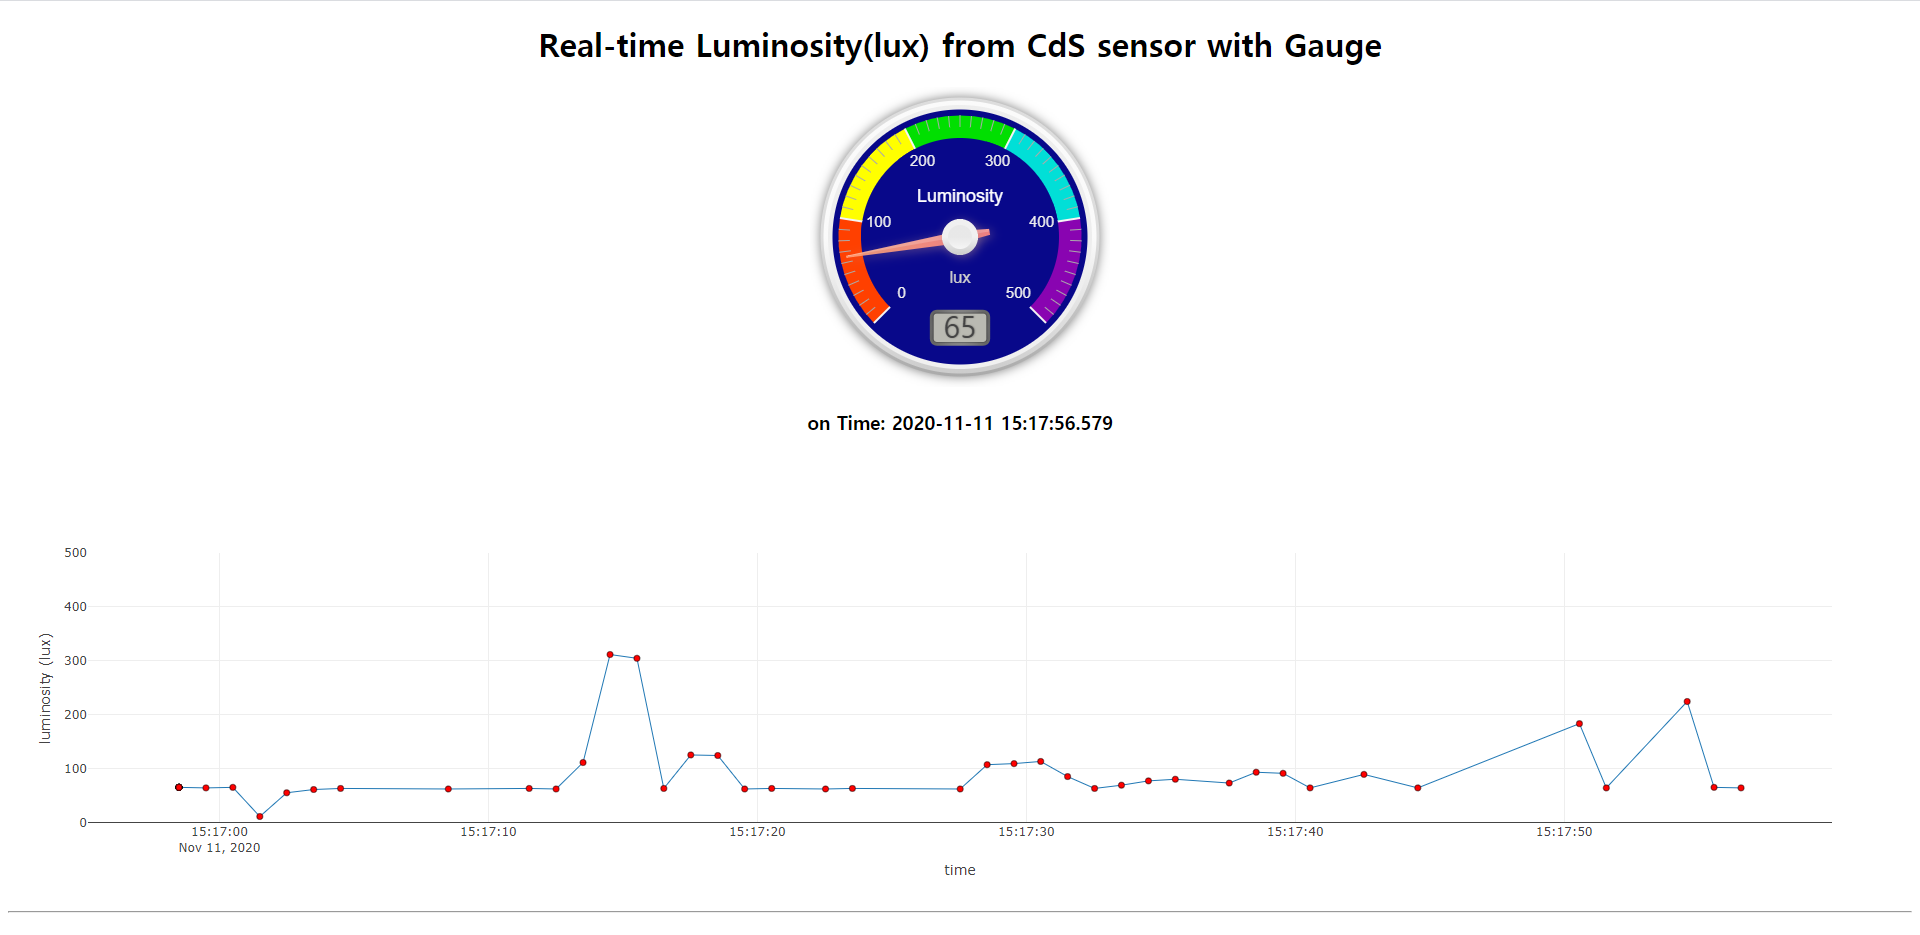 Real-time Luminosity(lux) from CdS sensor with Gauge
200 300
Luminosity
100 400
lux
0 500
65
on Time: 2020-11-11 15:17:56.579
500
400
300
200
100
0
luminosity (lux)
15:17:00 15:17:10 15:17:20 15:17:30 15:17:40 15:17:50
Nov 11, 2020
time